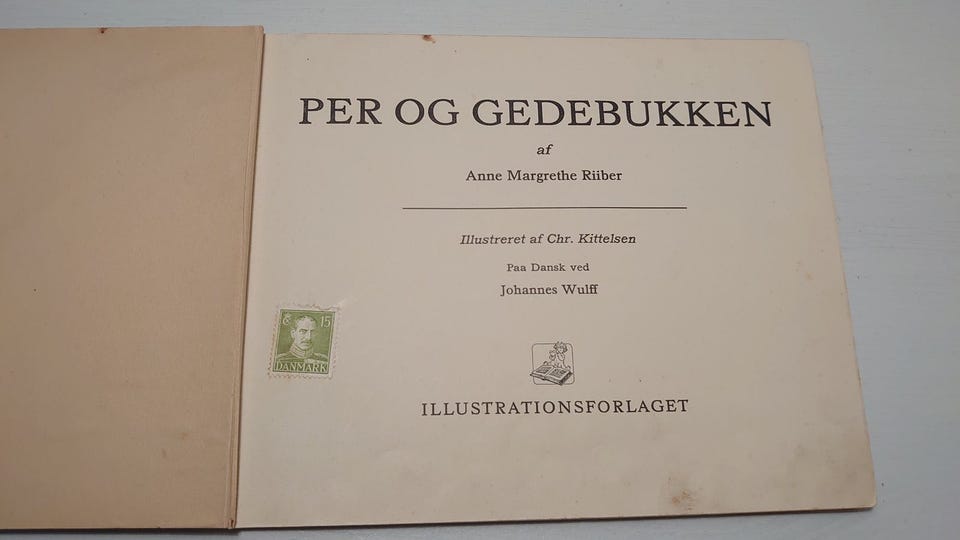 PER OG GEDEBUKKEN
af
Anne Margrethe Riiber
Illustreret af Chr. Kittelsen
Paa Dansk ved
Johannes Wulff
15
DANMARK
ILLUSTRATIONSFORLAGET